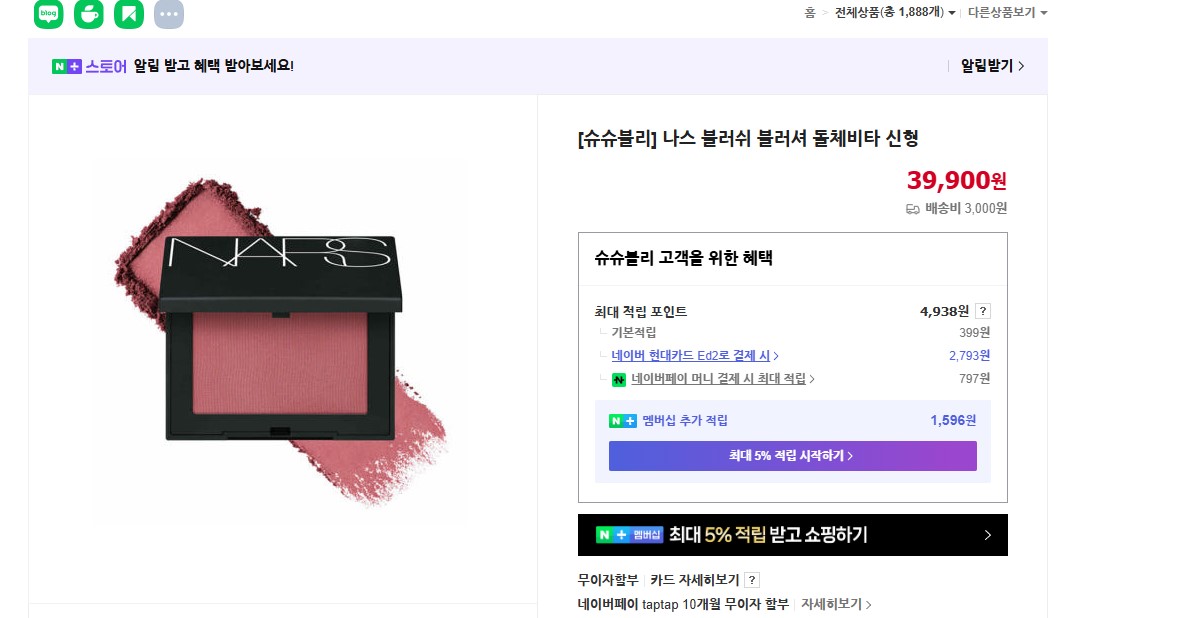 blog
홈 > 전체상품(총 1,888개) 다른상품보기
N+ 스토어 알림 받고 혜택 받아보세요!
알림받기 >
NARS
[슈슈블리] 나스 블러쉬 블러셔 돌체비타 신형
39,900원
배송비 3,000원
슈슈블리 고객을 위한 혜택
최대 적립 포인트 4,938원 ?
기본적립 399원
네이버 현대카드 Ed2로 결제 시 > 2,793원
N 네이버페이 머니 결제 시 최대 적립 > 797원
N+ 멤버십 추가 적립 1,596원
최대 5% 적립 시작하기 >
N+ 멤버십 최대 5% 적립 받고 쇼핑하기 >
무이자할부 카드 자세히보기 ?
네이버페이 taptap 10개월 무이자 할부 자세히보기 >